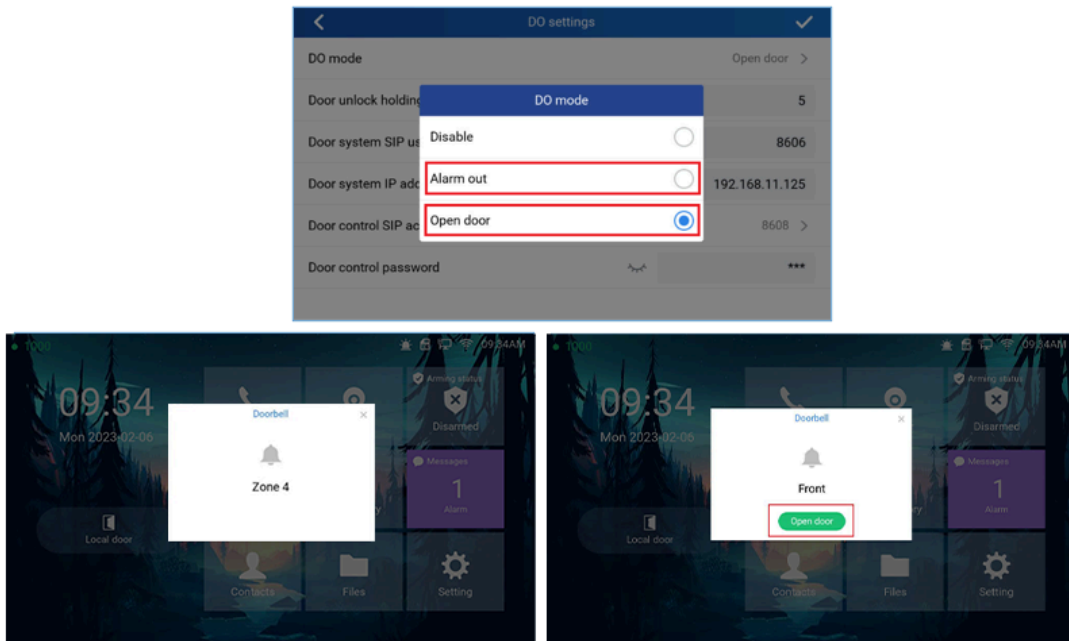 DO settings
DO mode
Open door >
Door unlock holding
5
Door system SIP us
8606
Door system IP add
192.168.11.125
Door control SIP ac
8608 >
Door control password
***
DO mode
Disable
Alarm out
Open door
1000
09:34AM
09:34
Mon 2023-02-06
Arming status
Disarmed
Messages
1
Alarm
Local door
Contacts
Files
Setting
Doorbell ×
Zone 4
1000
09:34AM
09:34
Mon 2023-02-06
Arming status
Disarmed
Messages
1
Alarm
Local door
Contacts
Files
Setting
Doorbell ×
Front
Open door